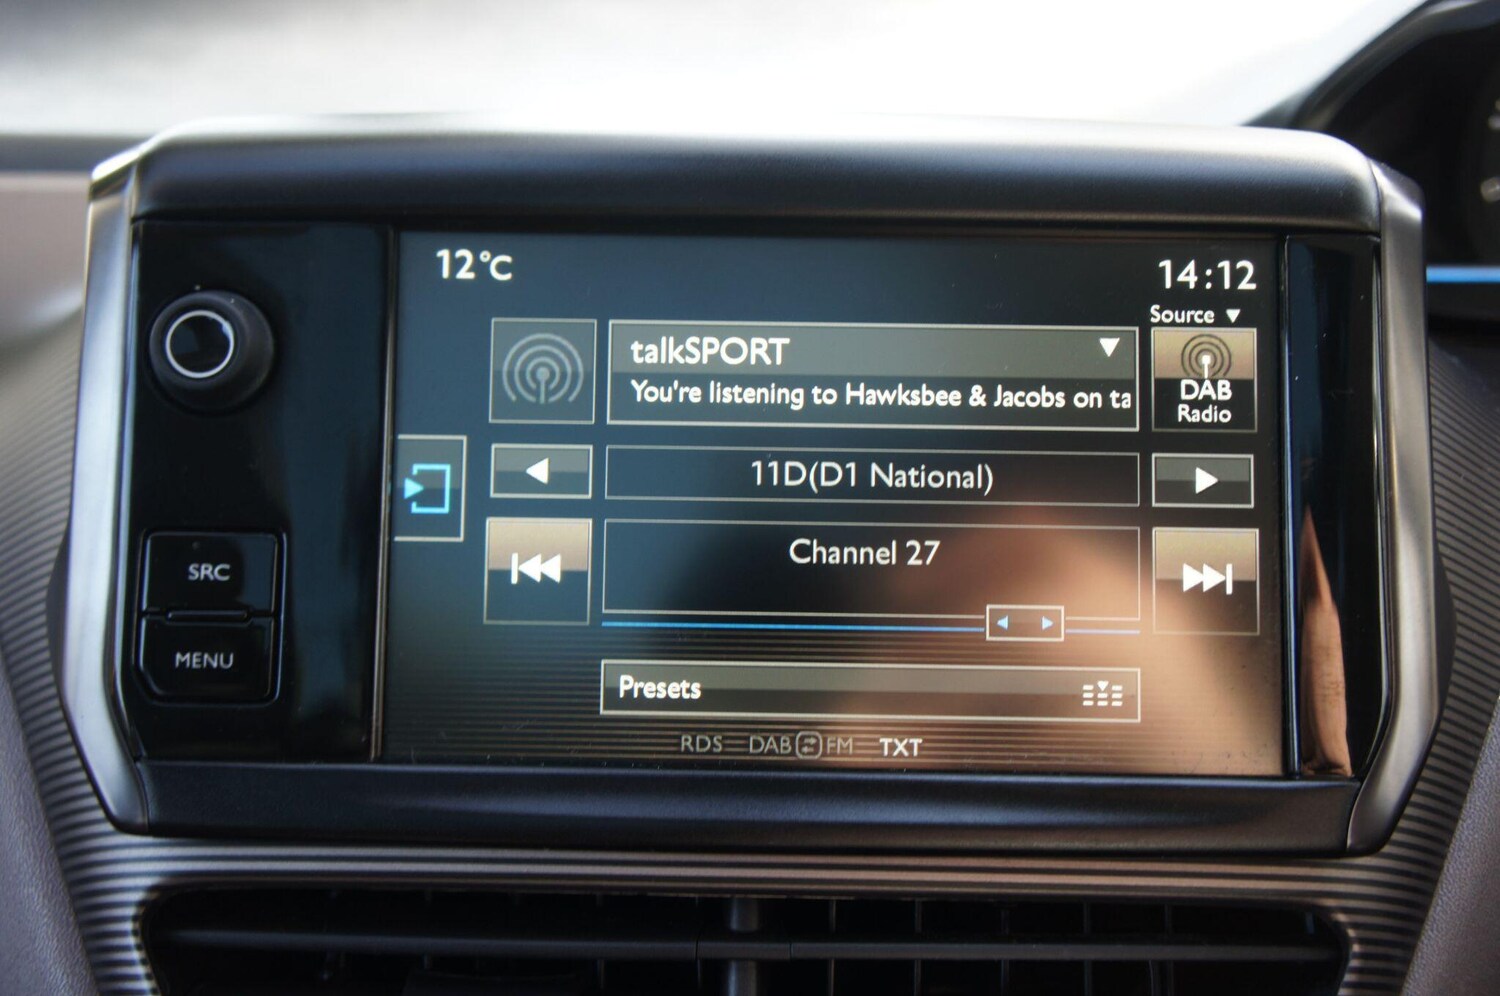 12°C
14:12
Source
talkSPORT
You're listening to Hawksbee & Jacobs on ta
DAB
Radio
11D(D1 National)
SRC
Channel 27
MENU
Presets
RDS DAB FM TXT